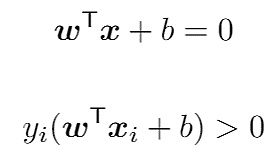 𝒘ᵀ𝒙 + b = 0
yᵢ(𝒘ᵀ𝒙ᵢ + b) > 0